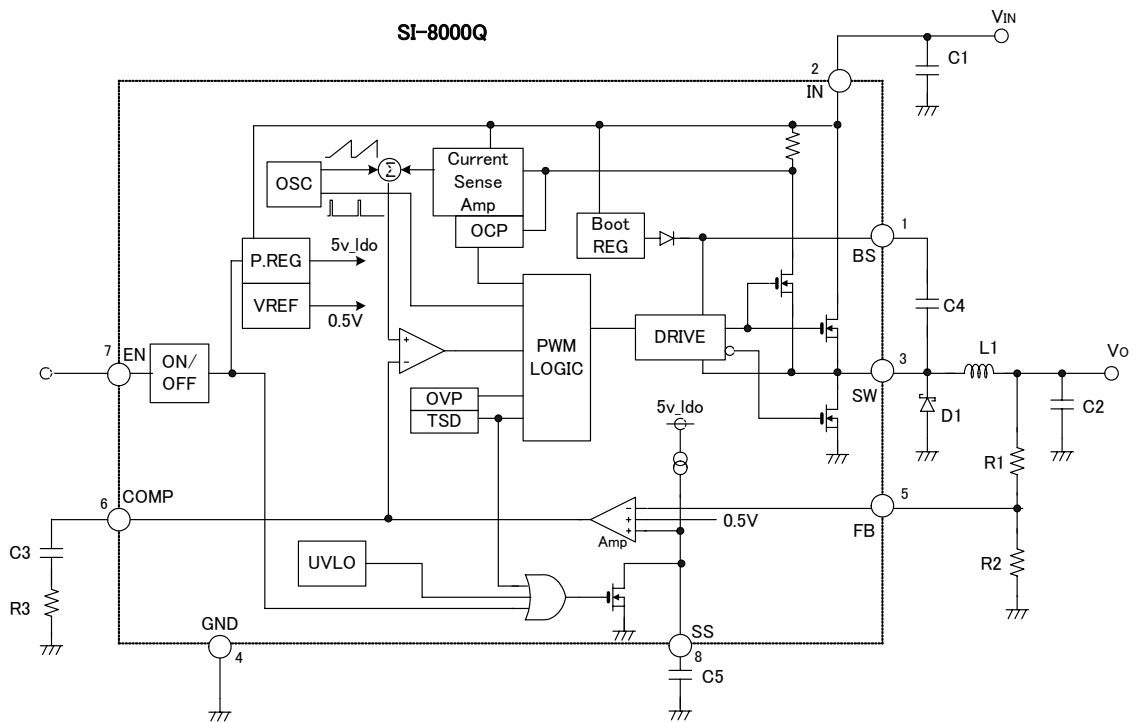 SI-8000Q
VIN
C1
2
IN
OSC
Σ
Current
Sense
Amp
OCP
Boot
REG
1
BS
P.REG
5v_ldo
VREF
0.5V
C4
7
EN
ON/
OFF
+
−
PWM
LOGIC
DRIVE
3
SW
L1
VO
D1
C2
OVP
TSD
5v_ldo
R1
6
COMP
−
+
+
Amp
0.5V
5
FB
C3
R3
UVLO
R2
GND
4
SS
8
C5